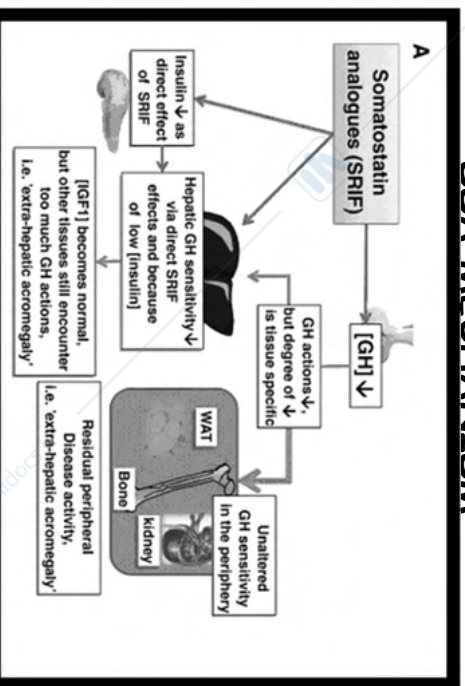 A
Somatostatin
analogues (SRIF)
[GH]↓
Insulin↓ as
direct effect
of SRIF
Hepatic GH sensitivity↓
via direct SRIF
effects and because
of low [insulin]
GH actions↓,
but degree of ↓
is tissue specific
Unaltered
GH sensitivity
in the periphery
WAT
Bone
kidney
[IGF1] becomes normal,
but other tissues still encounter
too much GH actions,
i.e. 'extra-hepatic acromegaly'
Residual peripheral
Disease activity,
i.e. 'extra-hepatic acromegaly'